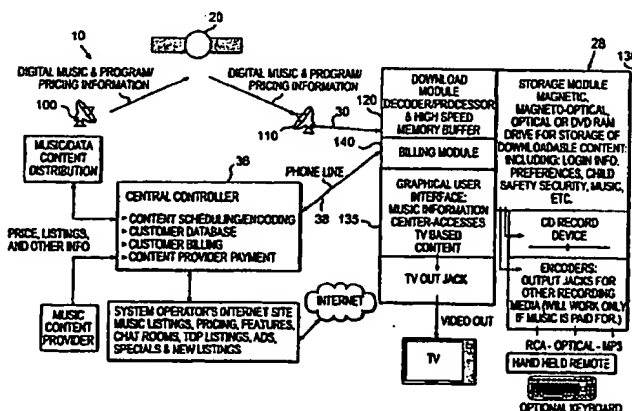 20
10
DIGITAL MUSIC & PROGRAM/
PRICING INFORMATION
100
DIGITAL MUSIC & PROGRAM/
PRICING INFORMATION
110
30
MUSIC/DATA
CONTENT
DISTRIBUTION
36
CENTRAL CONTROLLER
CONTENT SCHEDULING/ENCODING
CUSTOMER DATABASE
CUSTOMER BILLING
CONTENT PROVIDER PAYMENT
PHONE LINE
38
PRICE, LISTINGS,
AND OTHER INFO
MUSIC
CONTENT
PROVIDER
SYSTEM OPERATOR'S INTERNET SITE
MUSIC LISTINGS, PRICING, FEATURES,
CHAT ROOMS, TOP LISTINGS, ADS,
SPECIALS & NEW LISTINGS
INTERNET
120
DOWNLOAD
MODULE
DECODER/PROCESSOR
& HIGH SPEED
MEMORY BUFFER
140
BILLING MODULE
135
GRAPHICAL USER
INTERFACE:
MUSIC INFORMATION
CENTER-ACCESSES
TV BASED
CONTENT
TV OUT JACK
VIDEO OUT
TV
28
130
STORAGE MODULE
MAGNETIC,
MAGNETO-OPTICAL,
OPTICAL OR DVD RAM
DRIVE FOR STORAGE OF
DOWNLOADABLE CONTENT:
INCLUDING: LOGIN INFO.
PREFERENCES, CHILD
SAFETY SECURITY, MUSIC,
ETC.
CD RECORD
DEVICE
ENCODERS:
OUTPUT JACKS FOR
OTHER RECORDING
MEDIA (WILL WORK ONLY
IF MUSIC IS PAID FOR.)
RCA - OPTICAL - MP3
HAND HELD REMOTE
OPTIONAL KEYBOARD